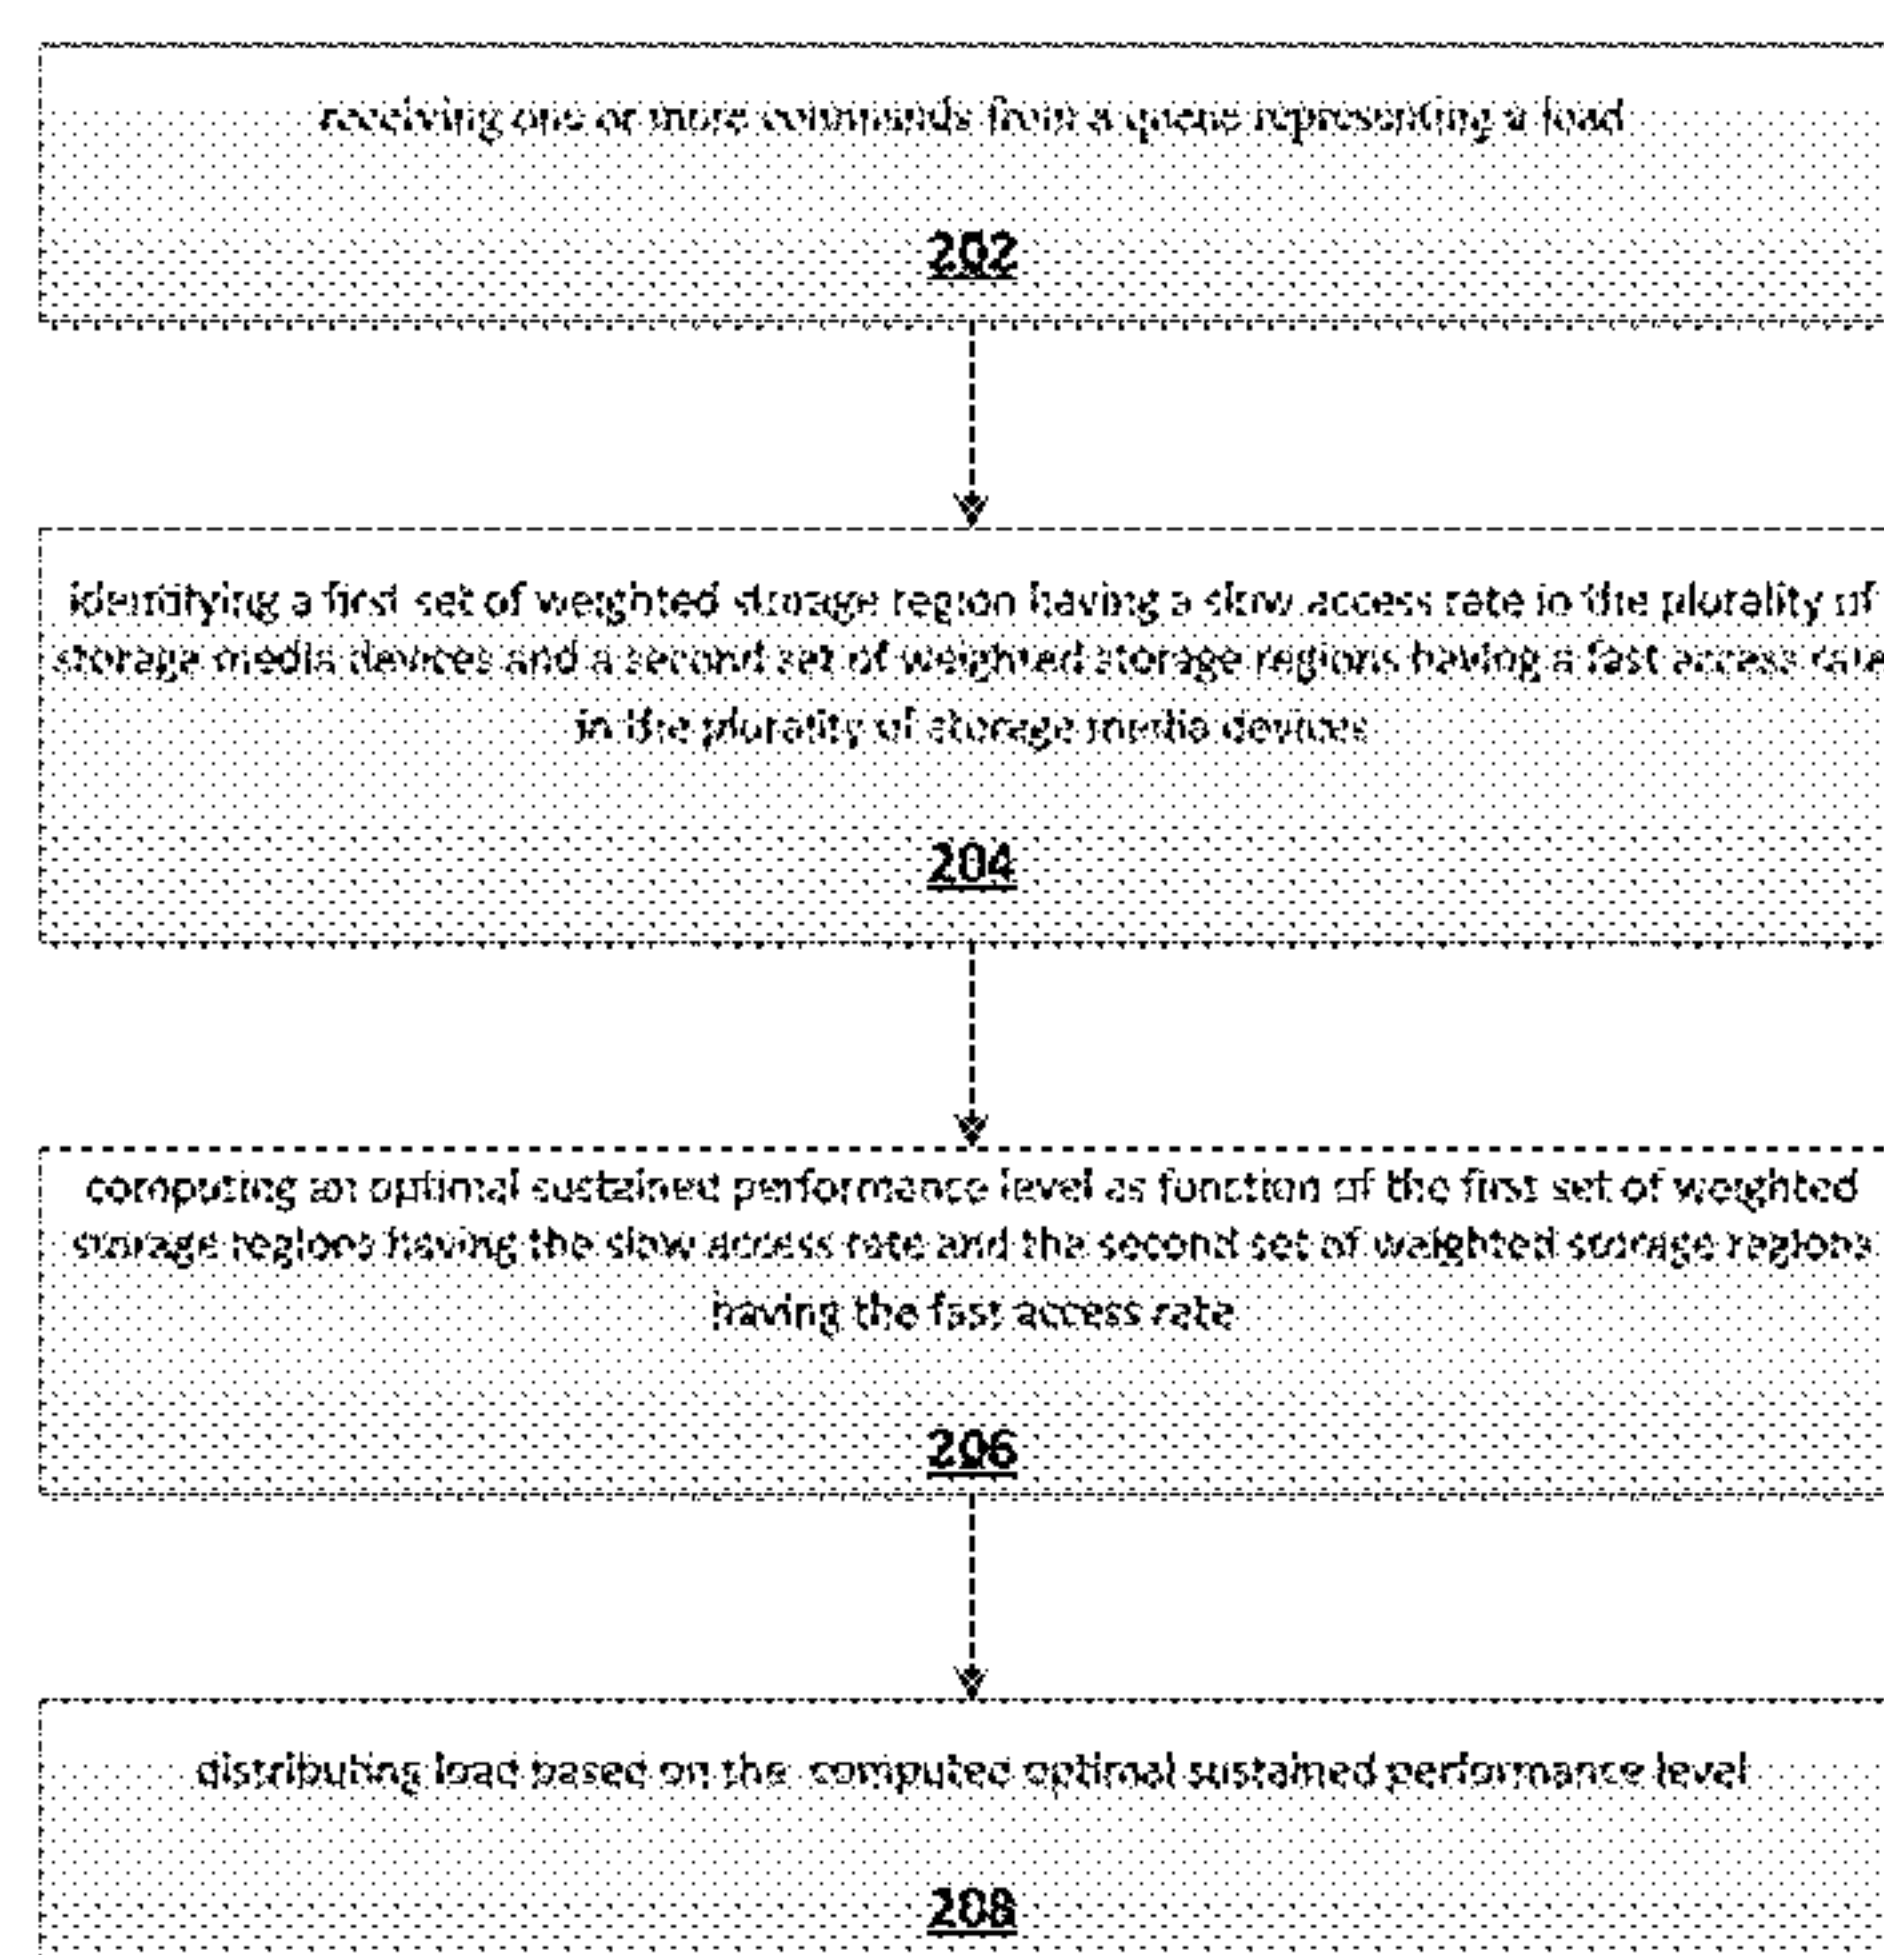 receiving one or more commands from a queue representing a load
202
identifying a first set of weighted storage region having a slow access rate in the plurality of
storage media devices and a second set of weighted storage regions having a fast access rate
in the plurality of storage media devices
204
computing an optimal sustained performance level as function of the first set of weighted
storage regions having the slow access rate and the second set of weighted storage regions
having the fast access rate
206
distributing load based on the computed optimal sustained performance level
208